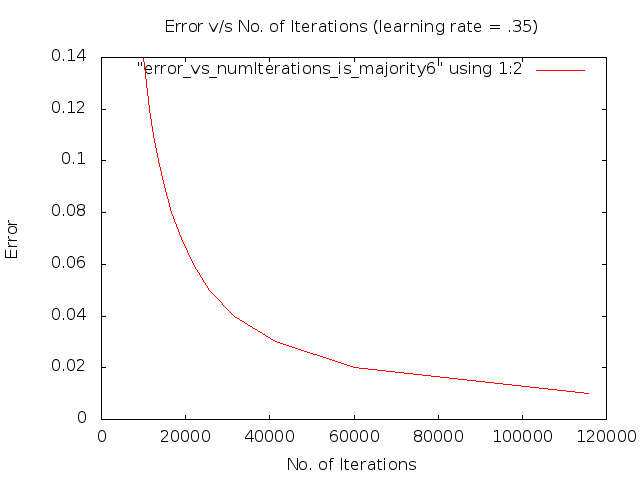 Error v/s No. of Iterations (learning rate = .35)
"error_vs_numIterations_is_majority6" using 1:2
0.14
0.12
0.1
0.08
0.06
0.04
0.02
0
Error
0 20000 40000 60000 80000 100000 120000
No. of Iterations